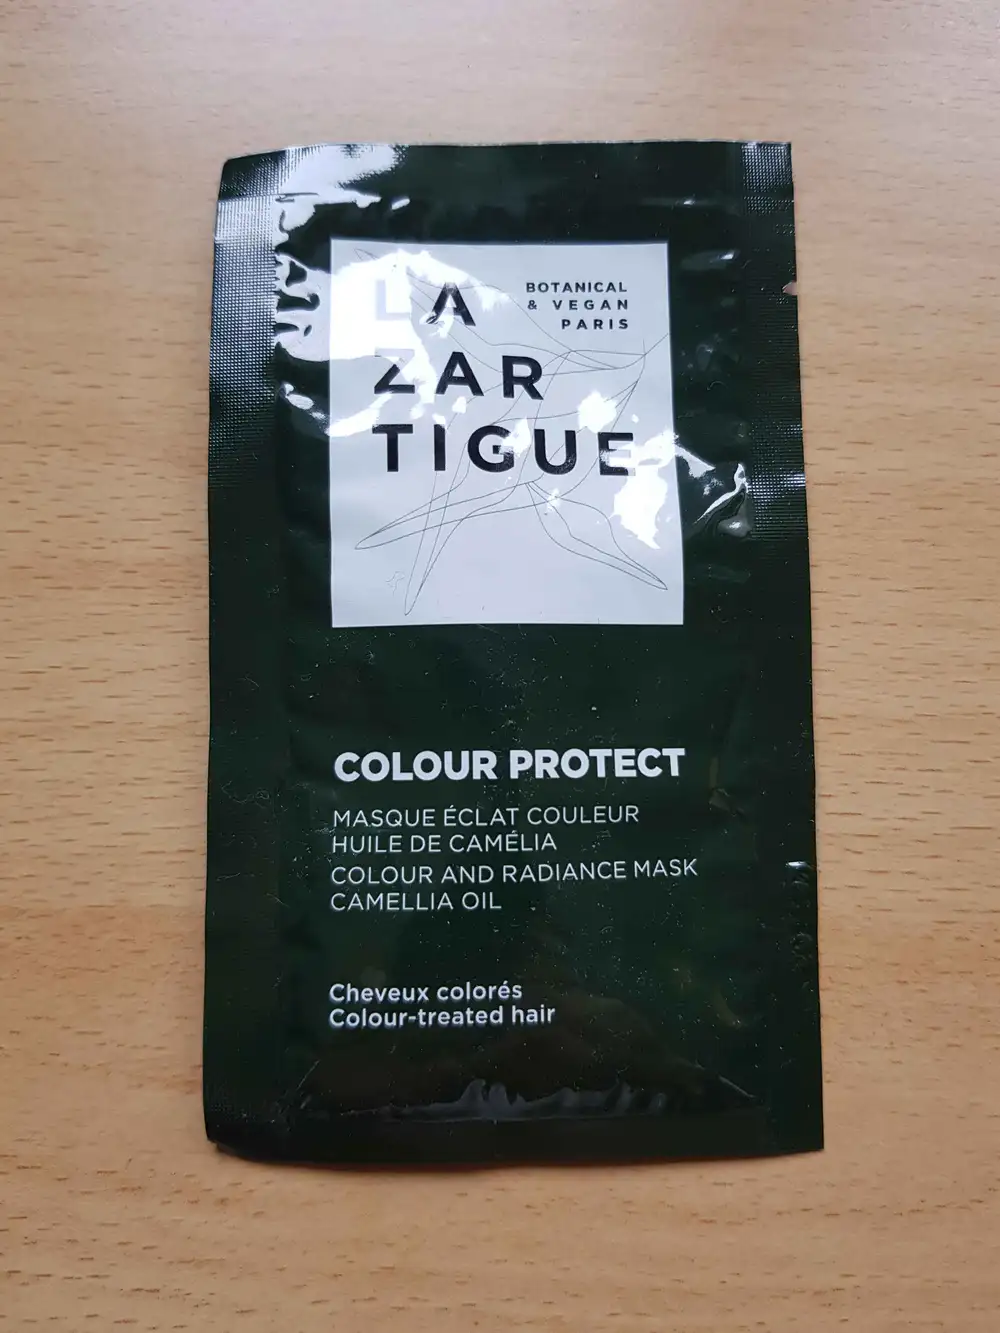 LA
ZAR
TIGUE
BOTANICAL
& VEGAN
PARIS
COLOUR PROTECT
MASQUE ÉCLAT COULEUR
HUILE DE CAMÉLIA
COLOUR AND RADIANCE MASK
CAMELLIA OIL
Cheveux colorés
Colour-treated hair